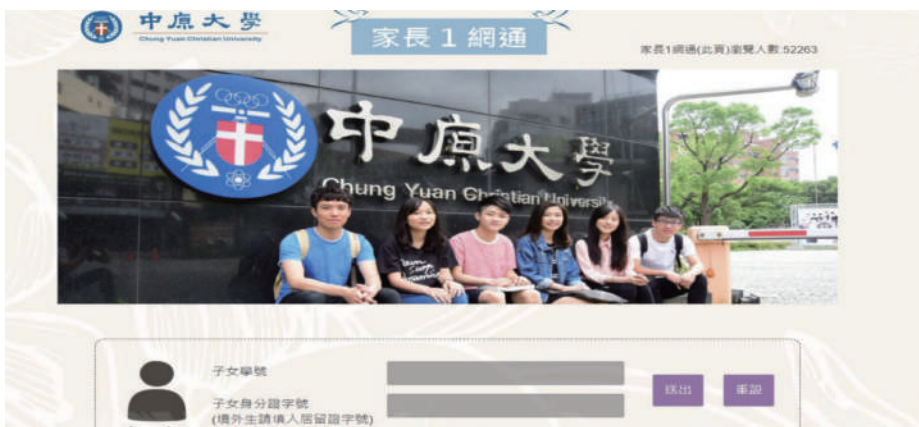 中原大學
Chung Yuan Christian University
家長1網通
家長1網通(此頁)瀏覽人數:52263
中原大學
Chung Yuan Christian Universit
子女學號
送出
重設
子女身分證字號
(境外生請填入居留證字號)